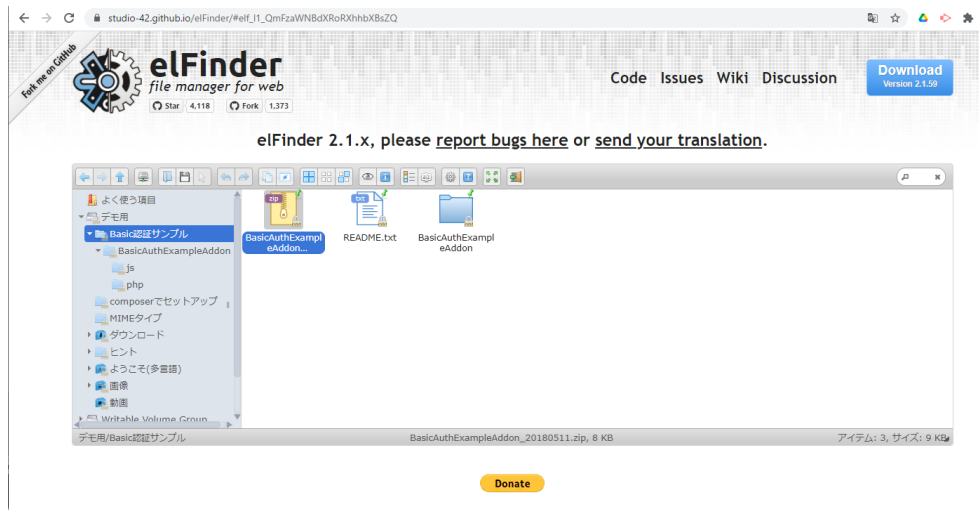 studio-42.github.io/elFinder/#elf_l1_QmFzaWNBdXRoRXhhbXBsZQ
Fork me on GitHub
elFinder
file manager for web
Star 4,118 Fork 1,373
Code Issues Wiki Discussion
Download
Version 2.1.59
elFinder 2.1.x, please report bugs here or send your translation.
よく使う項目
デモ用
Basic認証サンプル
BasicAuthExampleAddon
js
php
composerでセットアップ
MIMEタイプ
ダウンロード
ヒント
ようこそ(多言語)
画像
動画
Writable Volume Group
zip
BasicAuthExampl
eAddon...
txt
README.txt
BasicAuthExampl
eAddon
デモ用/Basic認証サンプル
BasicAuthExampleAddon_20180511.zip, 8 KB
アイテム: 3, サイズ: 9 KB
Donate